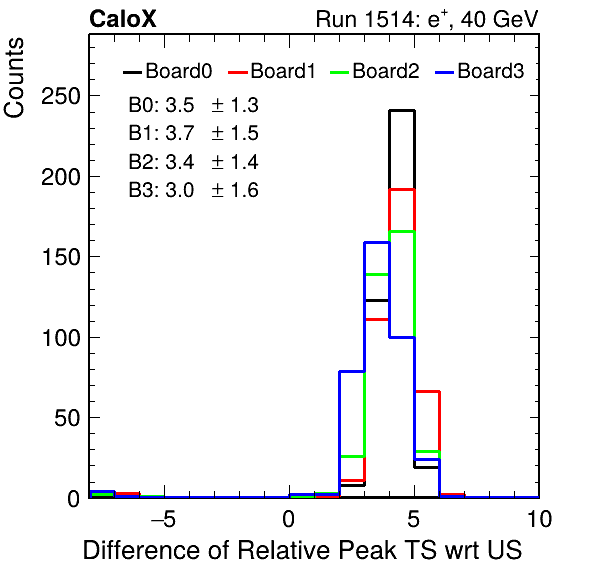 CaloX Run 1514: e⁺, 40 GeV
Counts
Board0 Board1 Board2 Board3
B0: 3.5 ± 1.3
B1: 3.7 ± 1.5
B2: 3.4 ± 1.4
B3: 3.0 ± 1.6
250
200
150
100
50
0
−5 0 5 10
Difference of Relative Peak TS wrt US